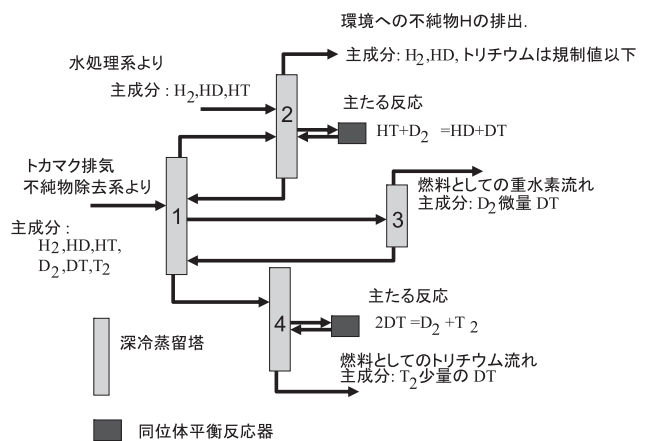 環境への不純物Hの排出.
主成分: H2,HD,トリチウムは規制値以下
水処理系より
主成分 : H2,HD,HT
2
主たる反応
HT+D2 =HD+DT
トカマク排気
不純物除去系より
主成分 :
H2,HD,HT,
D2,DT,T2
1
3
燃料としての重水素流れ
主成分: D2 微量 DT
4
主たる反応
2DT =D2 +T 2
燃料としてのトリチウム流れ
主成分: T2少量の DT
深冷蒸留塔
同位体平衡反応器